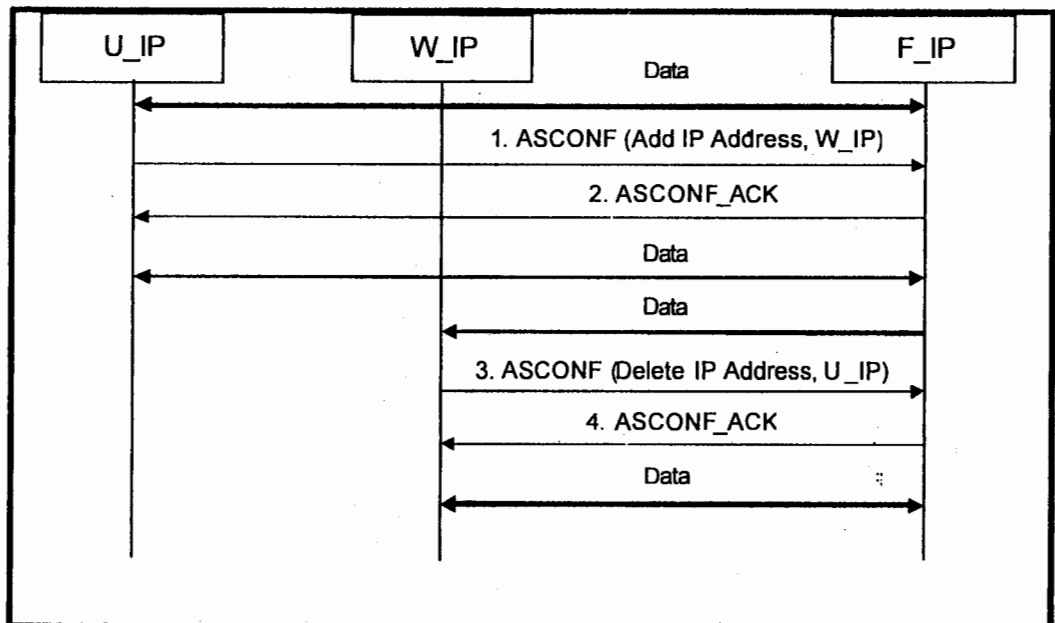 U_IP
W_IP
F_IP
Data
1. ASCONF (Add IP Address, W_IP)
2. ASCONF_ACK
Data
Data
3. ASCONF (Delete IP Address, U_IP)
4. ASCONF_ACK
Data